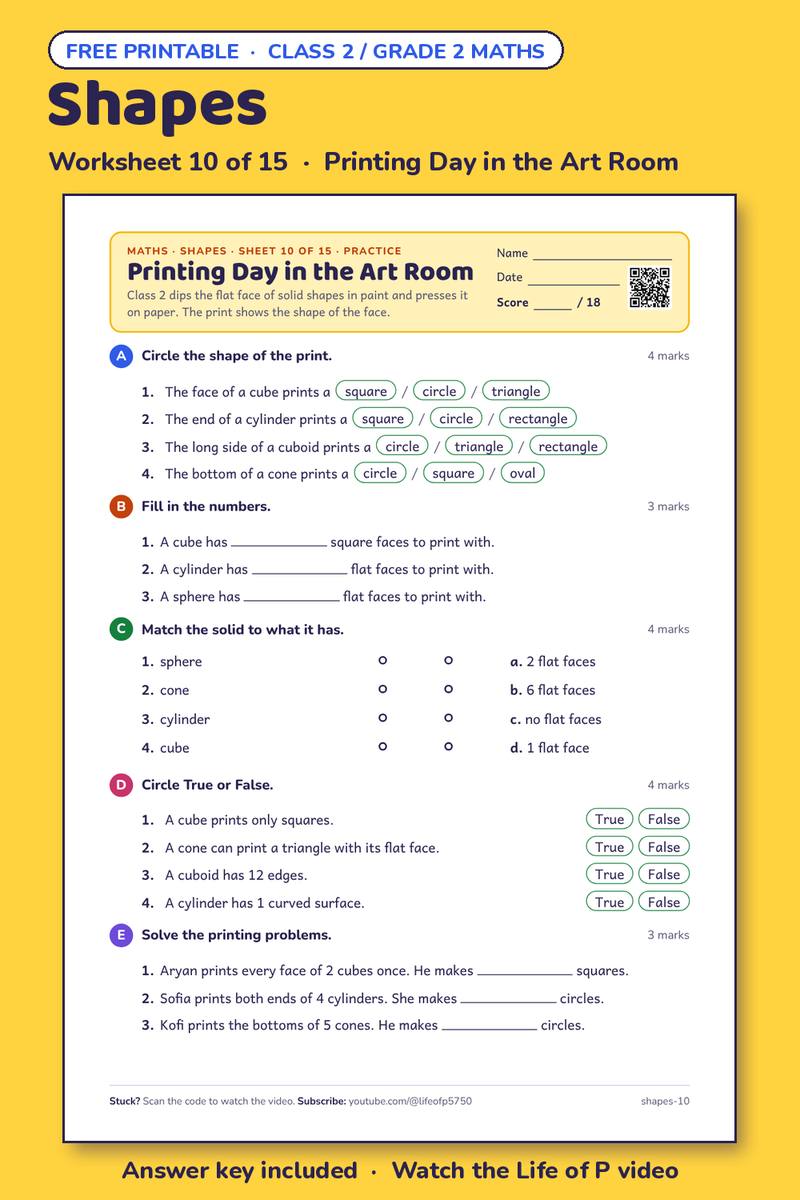 FREE PRINTABLE · CLASS 2 / GRADE 2 MATHS
Shapes
Worksheet 10 of 15 · Printing Day in the Art Room
MATHS · SHAPES · SHEET 10 OF 15 · PRACTICE
Printing Day in the Art Room
Class 2 dips the flat face of solid shapes in paint and presses it
on paper. The print shows the shape of the face.
Name ____________
Date ____________
Score ______ / 18
A Circle the shape of the print. 4 marks
1. The face of a cube prints a square / circle / triangle
2. The end of a cylinder prints a square / circle / rectangle
3. The long side of a cuboid prints a circle / triangle / rectangle
4. The bottom of a cone prints a circle / square / oval
B Fill in the numbers. 3 marks
1. A cube has ____________ square faces to print with.
2. A cylinder has ____________ flat faces to print with.
3. A sphere has ____________ flat faces to print with.
C Match the solid to what it has. 4 marks
1. sphere a. 2 flat faces
2. cone b. 6 flat faces
3. cylinder c. no flat faces
4. cube d. 1 flat face
D Circle True or False. 4 marks
1. A cube prints only squares. True False
2. A cone can print a triangle with its flat face. True False
3. A cuboid has 12 edges. True False
4. A cylinder has 1 curved surface. True False
E Solve the printing problems. 3 marks
1. Aryan prints every face of 2 cubes once. He makes ____________ squares.
2. Sofia prints both ends of 4 cylinders. She makes ____________ circles.
3. Kofi prints the bottoms of 5 cones. He makes ____________ circles.
Stuck? Scan the code to watch the video. Subscribe: youtube.com/@lifeofp5750 shapes-10
Answer key included · Watch the Life of P video